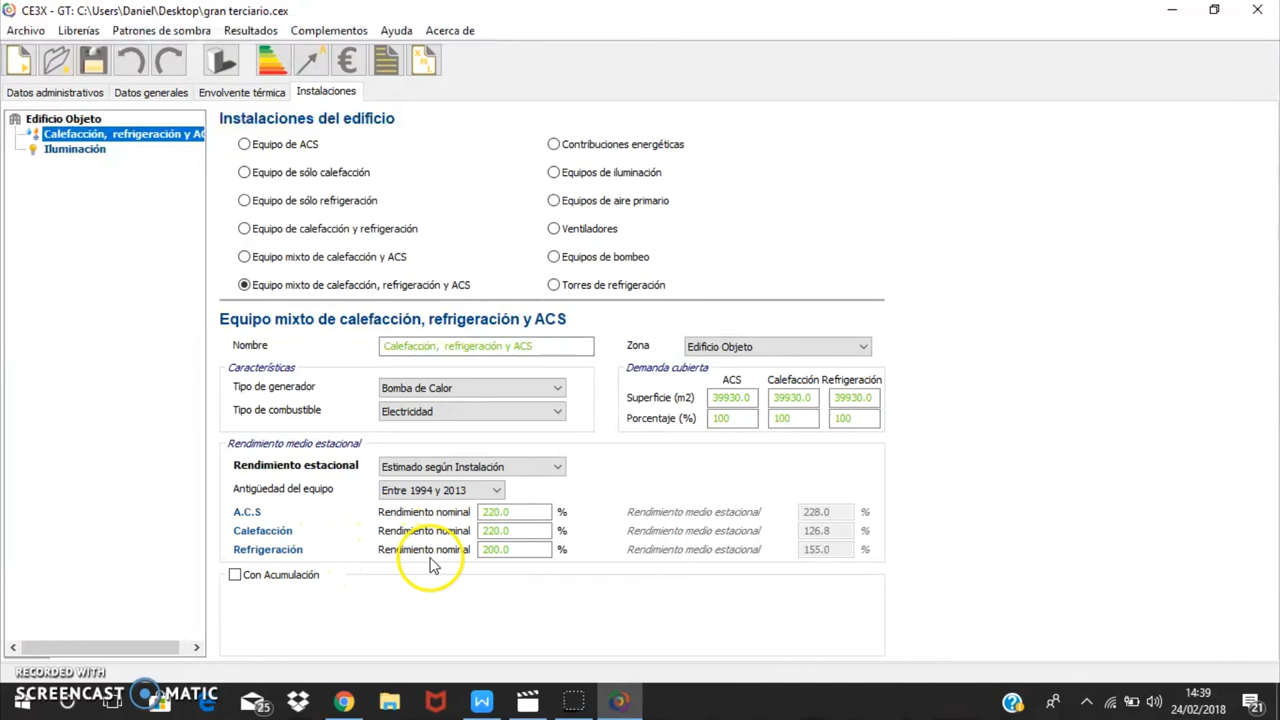 CE3X - GT: C:\Users\Daniel\Desktop\gran terciario.cex
Archivo Librerías Patrones de sombra Resultados Complementos Ayuda Acerca de
Datos administrativos Datos generales Envolvente térmica Instalaciones
Edificio Objeto
Calefacción, refrigeración y AC
Iluminación
Instalaciones del edificio
Equipo de ACS Contribuciones energéticas
Equipo de sólo calefacción Equipos de iluminación
Equipo de sólo refrigeración Equipos de aire primario
Equipo de calefacción y refrigeración Ventiladores
Equipo mixto de calefacción y ACS Equipos de bombeo
Equipo mixto de calefacción, refrigeración y ACS Torres de refrigeración
Equipo mixto de calefacción, refrigeración y ACS
Nombre Calefacción, refrigeración y ACS Zona Edificio Objeto
Características Demanda cubierta
ACS Calefacción Refrigeración
Tipo de generador Bomba de Calor Superficie (m2) 39930.0 39930.0 39930.0
Tipo de combustible Electricidad Porcentaje (%) 100 100 100
Rendimiento medio estacional
Rendimiento estacional Estimado según Instalación
Antigüedad del equipo Entre 1994 y 2013
A.C.S Rendimiento nominal 220.0 % Rendimiento medio estacional 228.0 %
Calefacción Rendimiento nominal 220.0 % Rendimiento medio estacional 126.8 %
Refrigeración Rendimiento nominal 200.0 % Rendimiento medio estacional 155.0 %
Con Acumulación
RECORDED WITH
SCREENCAST MATIC
25
14:39
24/02/2018
21